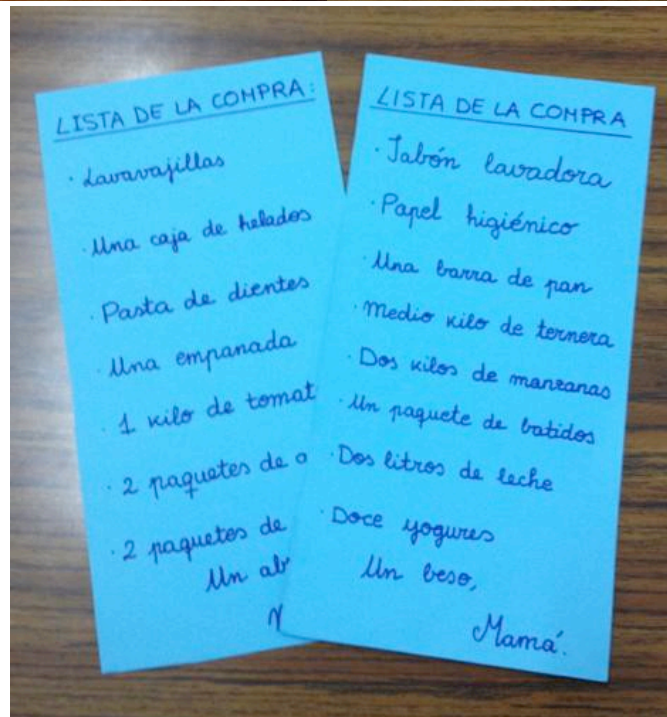 LISTA DE LA COMPRA:
· Lavavajillas
· Una caja de helados
· Pasta de dientes
· Una empanada
· 1 kilo de
· 2 paquetes de
· 2 paquetes de
Un
LISTA DE LA COMPRA
· Jabón lavadora
· Papel higiénico
· Una barra de pan
· Medio kilo de ternera
· Dos kilos de manzanas
· Un paquete de batidos
· Dos litros de leche
· Doce yogures
Un beso,
Mamá.